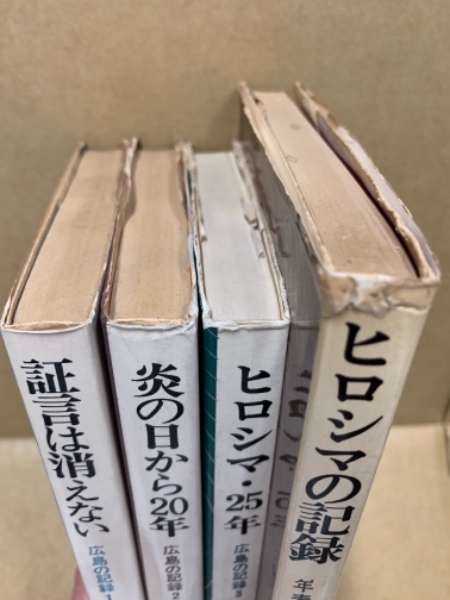 証言は消えない
広島の記録1
炎の日から20年
広島の記録2
ヒロシマ・25年
広島の記録3
ヒロシマの記録
年表